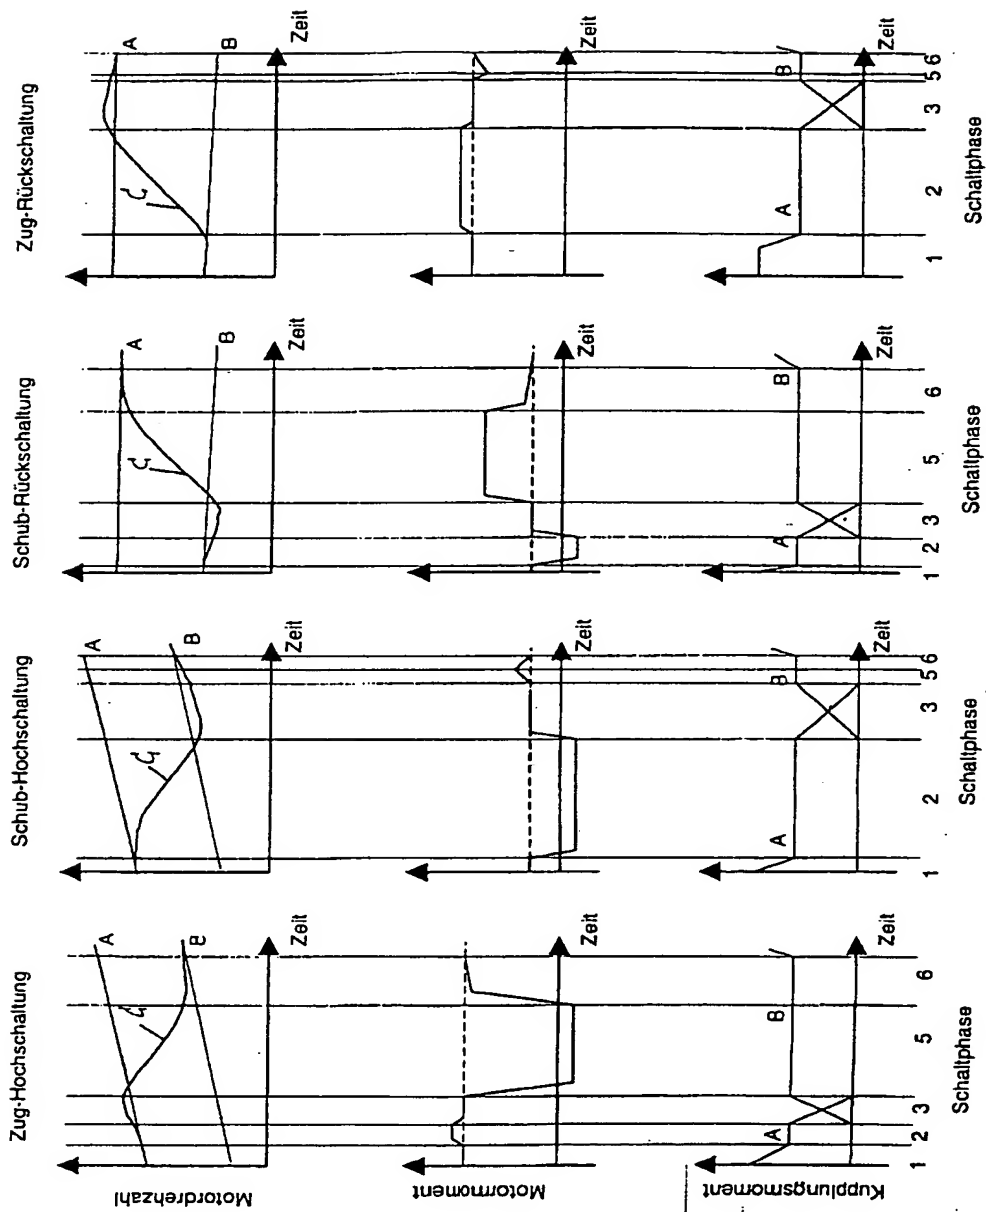 Zug-Hochschaltung
Schub-Hochschaltung
Schub-Rückschaltung
Zug-Rückschaltung
Motordrehzahl
A
B
Zeit
A
B
Zeit
C
A
B
Zeit
C
A
B
Zeit
Motormoment
Zeit
Zeit
Zeit
Zeit
Kupplungsmoment
A
B
Zeit
A
B
Zeit
A
B
Zeit
A
B
Zeit
1 2 3 5 6
1 2 3 5 6
1 2 3 5 6
1 2 3 5 6
Schaltphase
Schaltphase
Schaltphase
Schaltphase